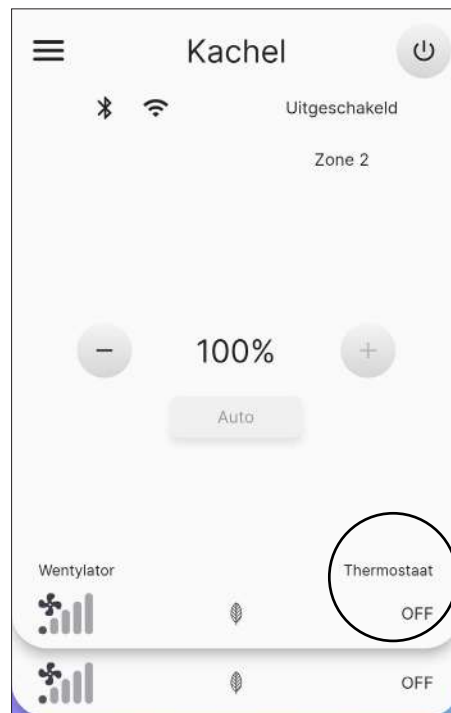 Kachel
Uitgeschakeld
Zone 2
− 100% +
Auto
Wentylator Thermostaat
OFF
OFF